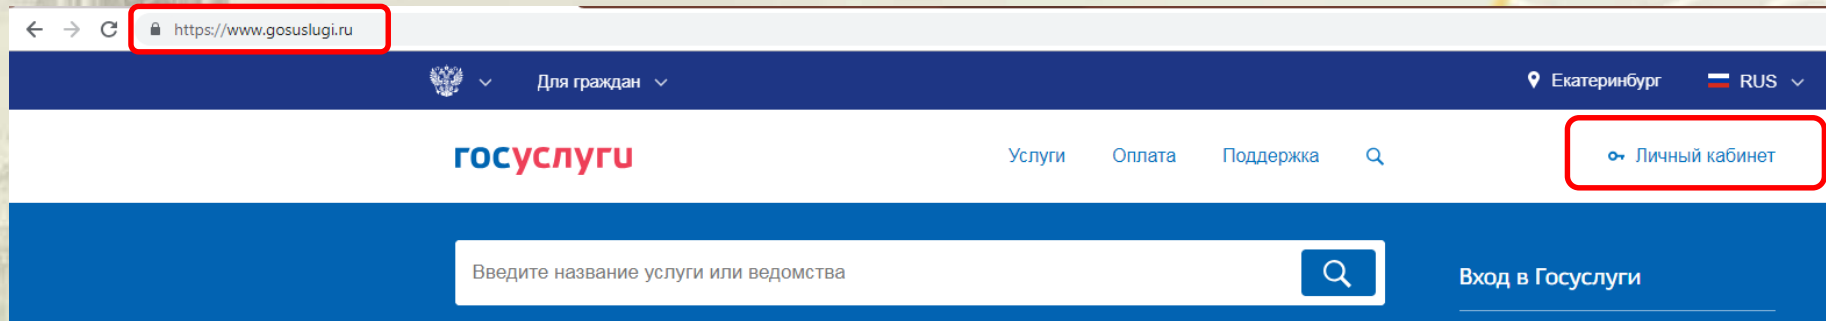 https://www.gosuslugi.ru
Для граждан
Екатеринбург
RUS
госуслуги
Услуги
Оплата
Поддержка
Личный кабинет
Введите название услуги или ведомства
Вход в Госуслуги